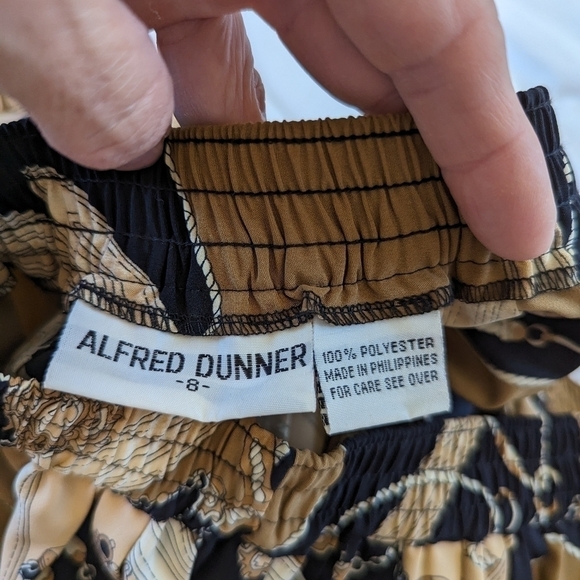 ALFRED DUNNER
-8-
100% POLYESTER
MADE IN PHILIPPINES
FOR CARE SEE OVER